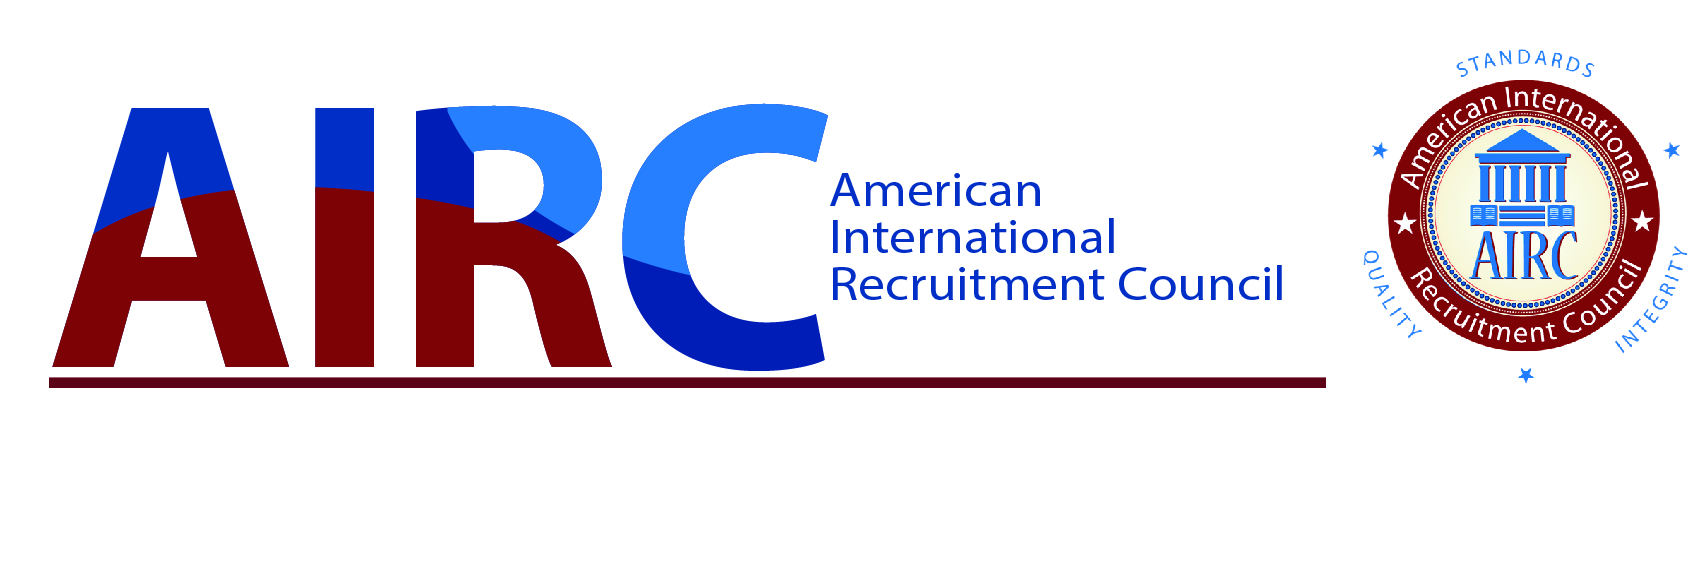 AIRC
American
International
Recruitment Council
STANDARDS
American International
AIRC
Recruitment Council
QUALITY
INTEGRITY